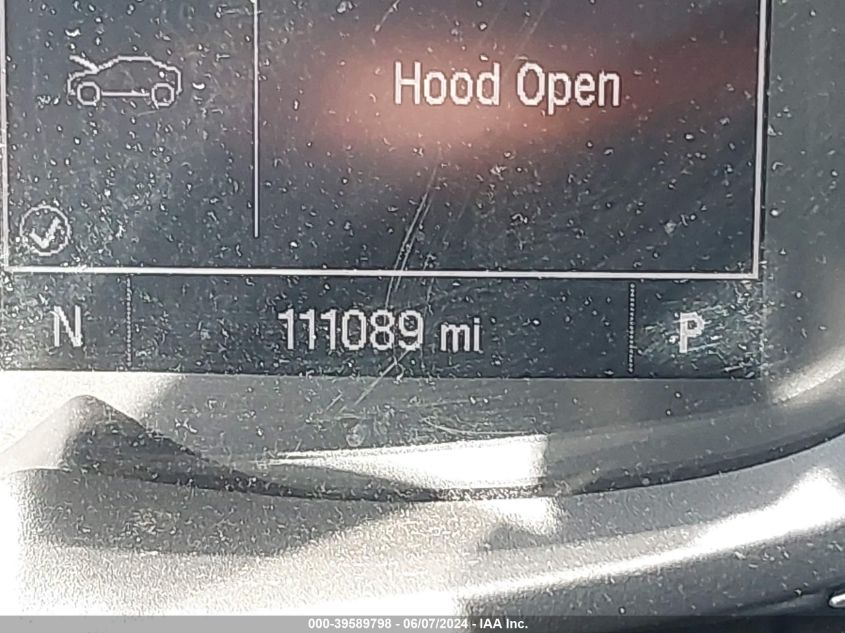 Hood Open
N 111089 mi P
000-39589798 - 06/07/2024 - IAA Inc.